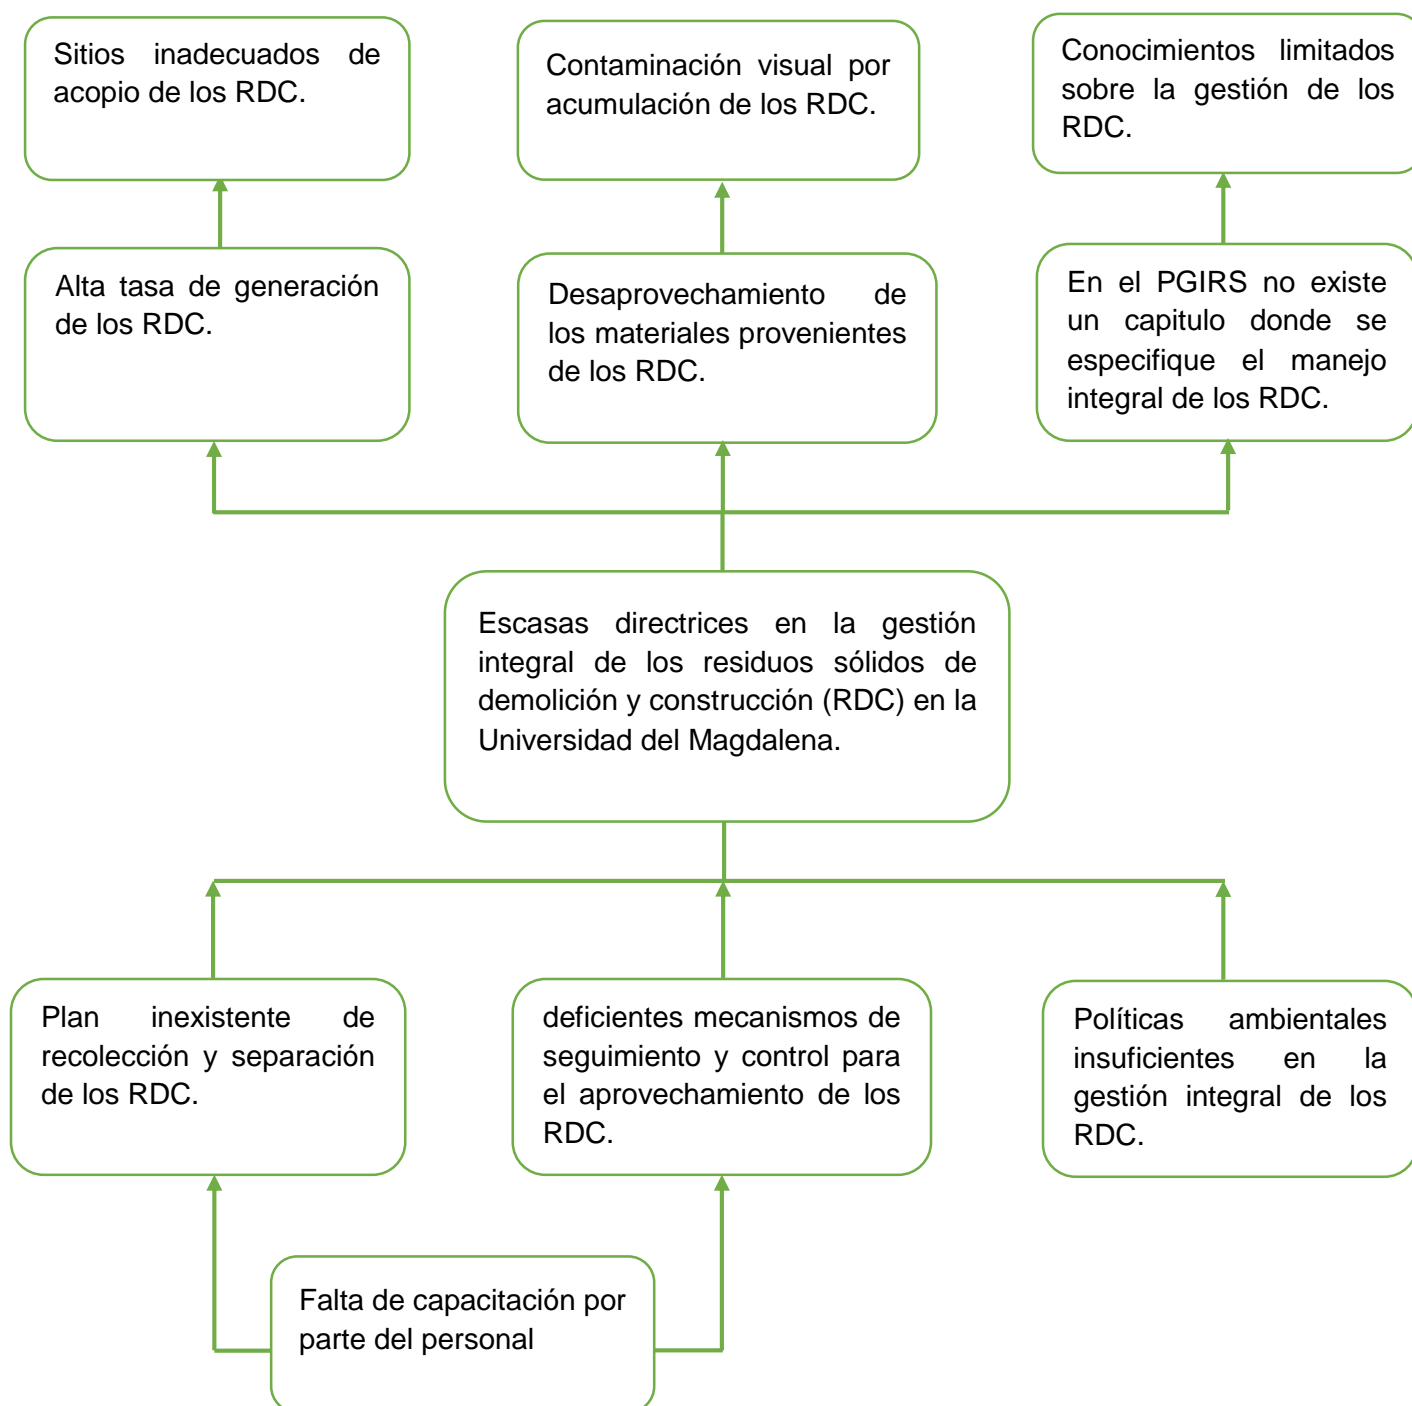 Sitios inadecuados de
acopio de los RDC.
Contaminación visual por
acumulación de los RDC.
Conocimientos limitados
sobre la gestión de los
RDC.
Alta tasa de generación
de los RDC.
Desaprovechamiento de
los materiales provenientes
de los RDC.
En el PGIRS no existe
un capitulo donde se
especifique el manejo
integral de los RDC.
Escasas directrices en la gestión
integral de los residuos sólidos de
demolición y construcción (RDC) en la
Universidad del Magdalena.
Plan inexistente de
recolección y separación
de los RDC.
deficientes mecanismos de
seguimiento y control para
el aprovechamiento de los
RDC.
Políticas ambientales
insuficientes en la
gestión integral de los
RDC.
Falta de capacitación por
parte del personal